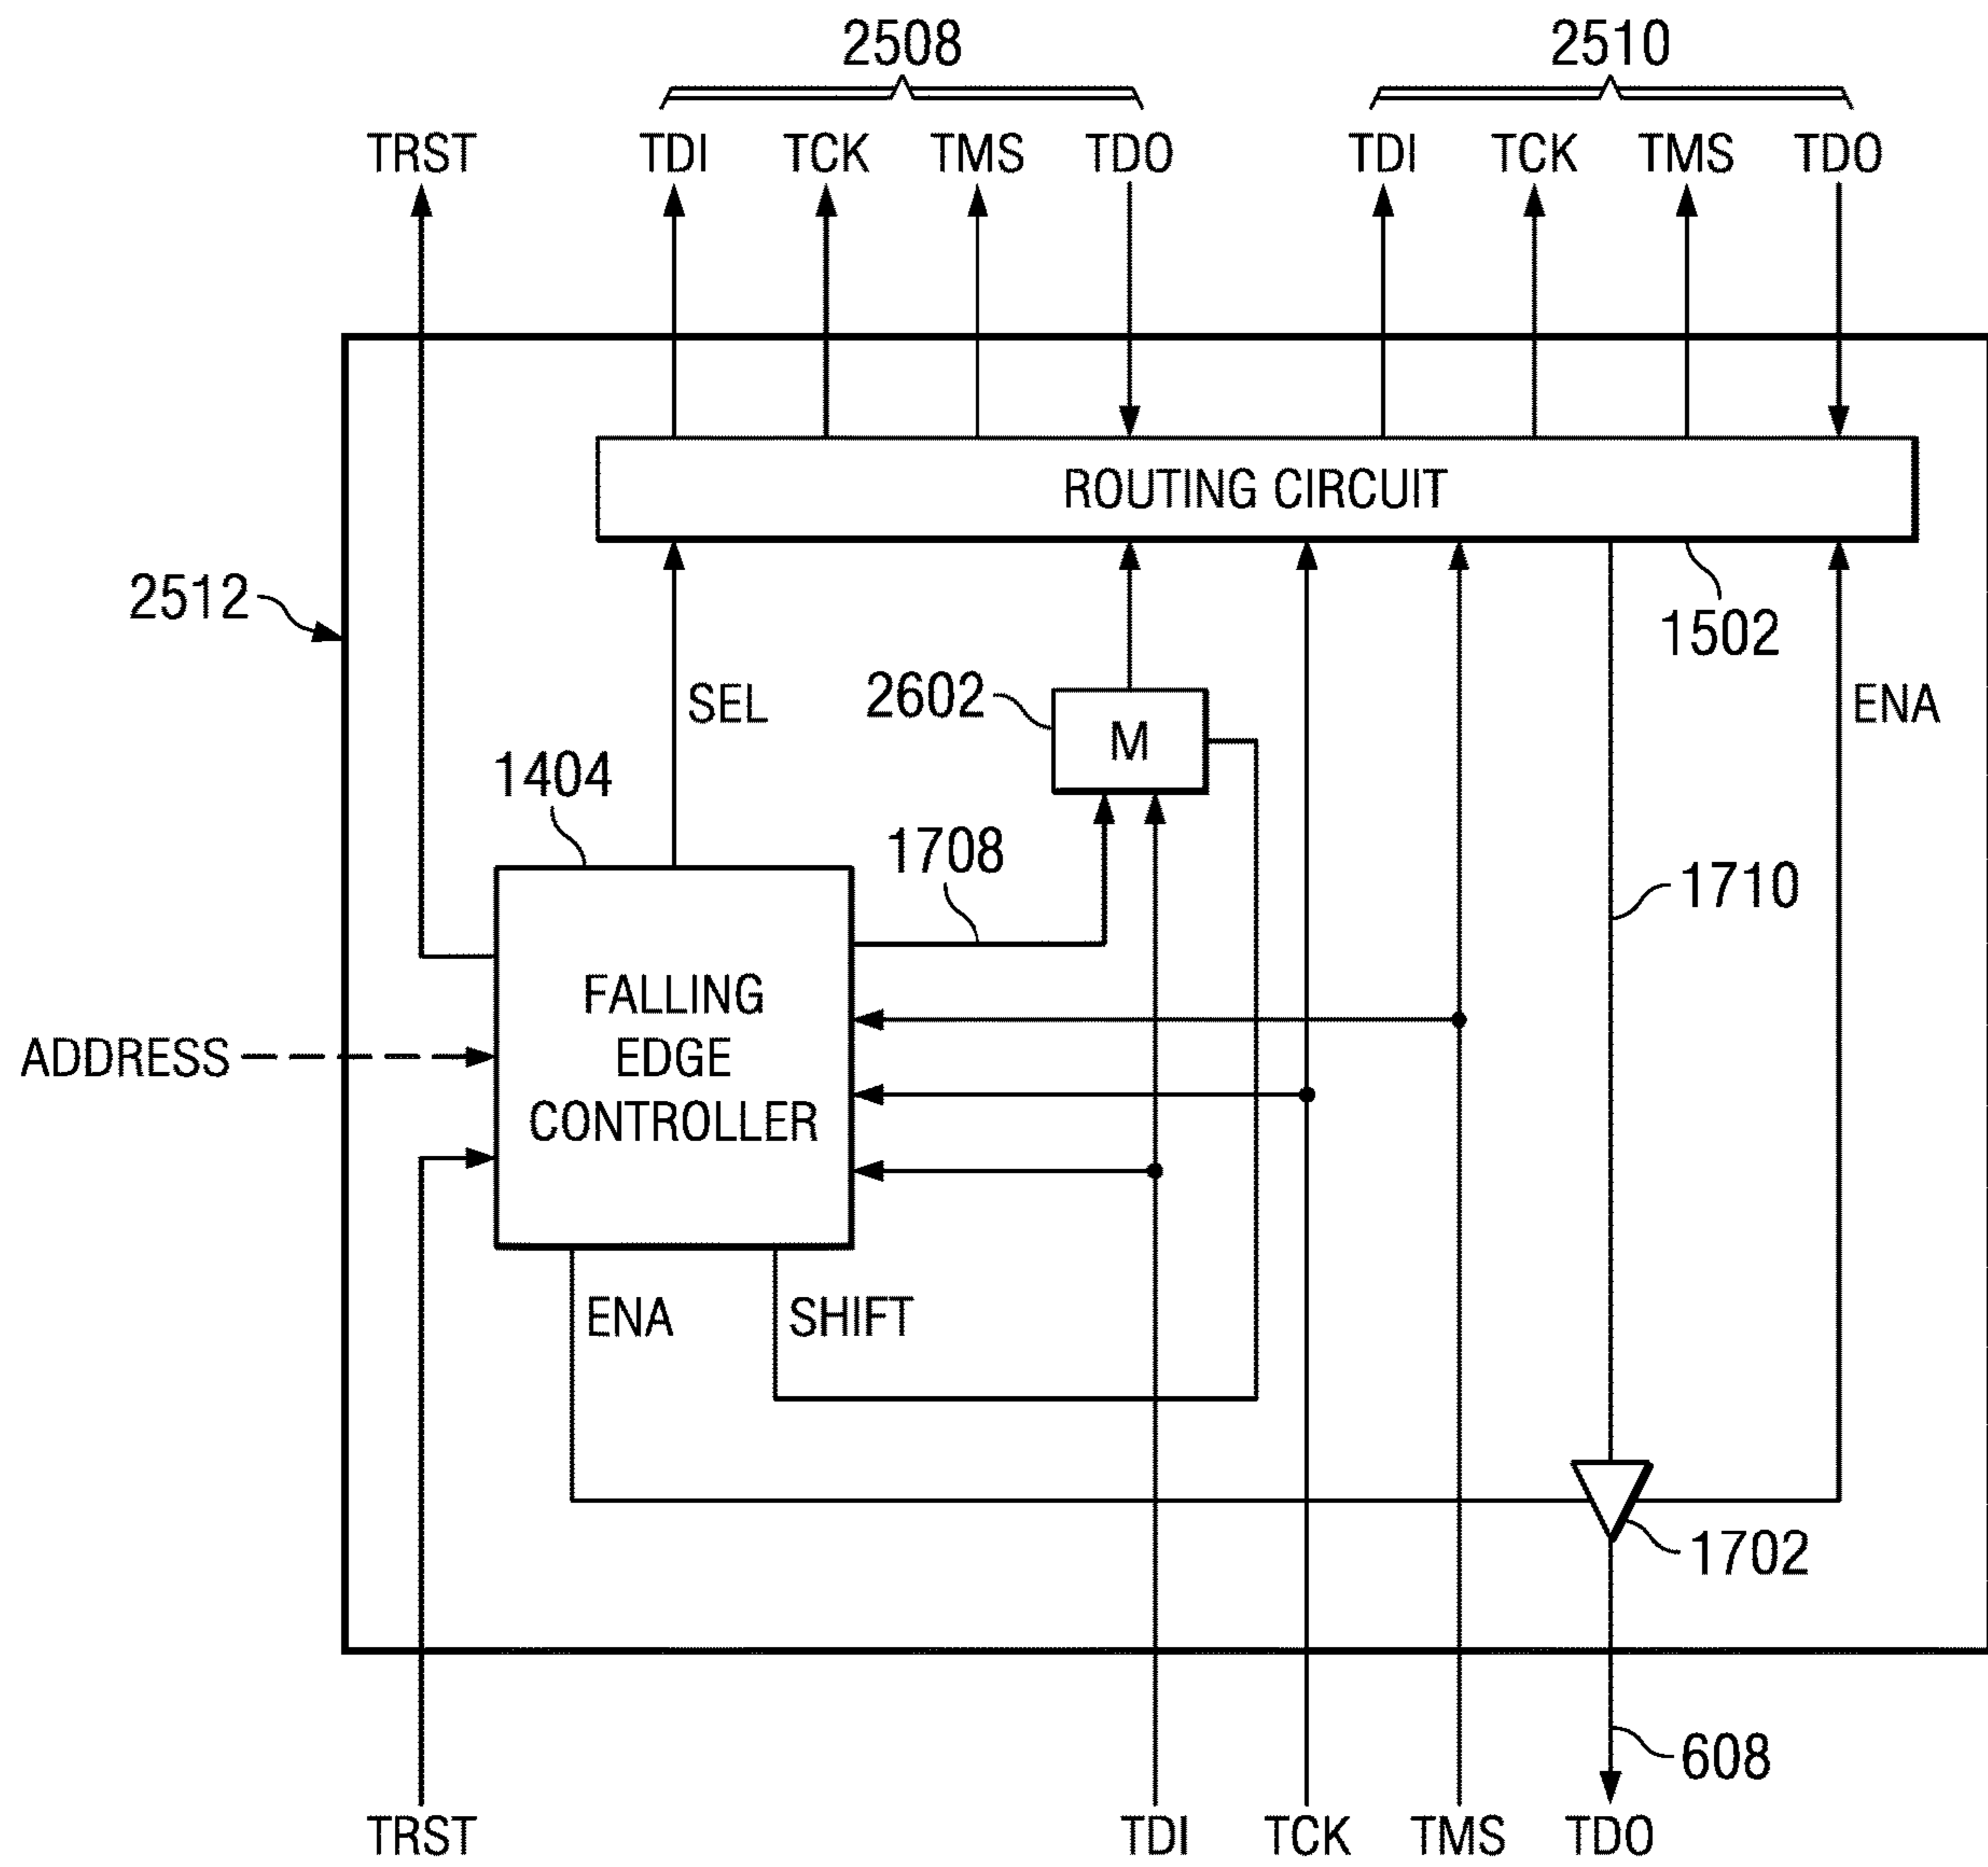 2508 2510
TRST TDI TCK TMS TDO TDI TCK TMS TDO
ROUTING CIRCUIT
2512
1502
SEL
2602
M
ENA
1404
1708
1710
FALLING
EDGE
CONTROLLER
ADDRESS
ENA
SHIFT
1702
608
TRST TDI TCK TMS TDO